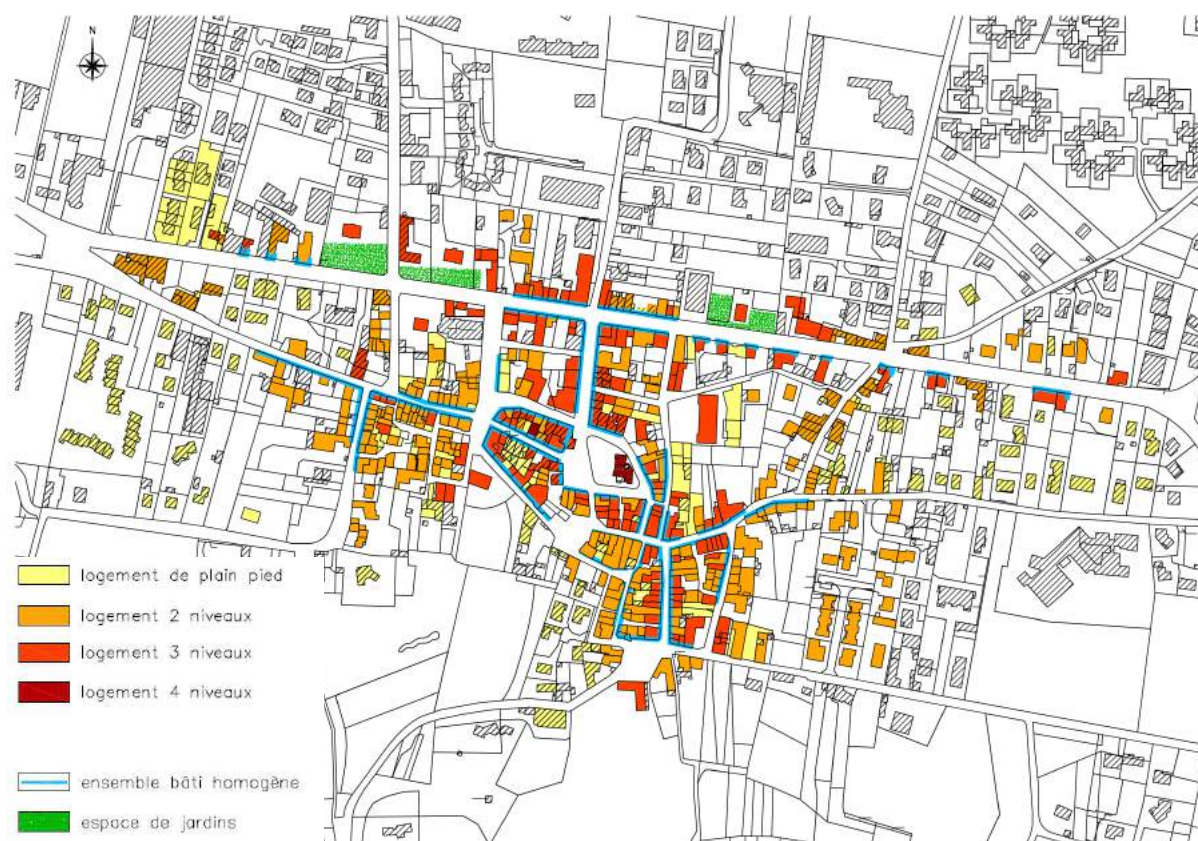 N
logement de plain pied
logement 2 niveaux
logement 3 niveaux
logement 4 niveaux
ensemble bâti homogène
espace de jardins